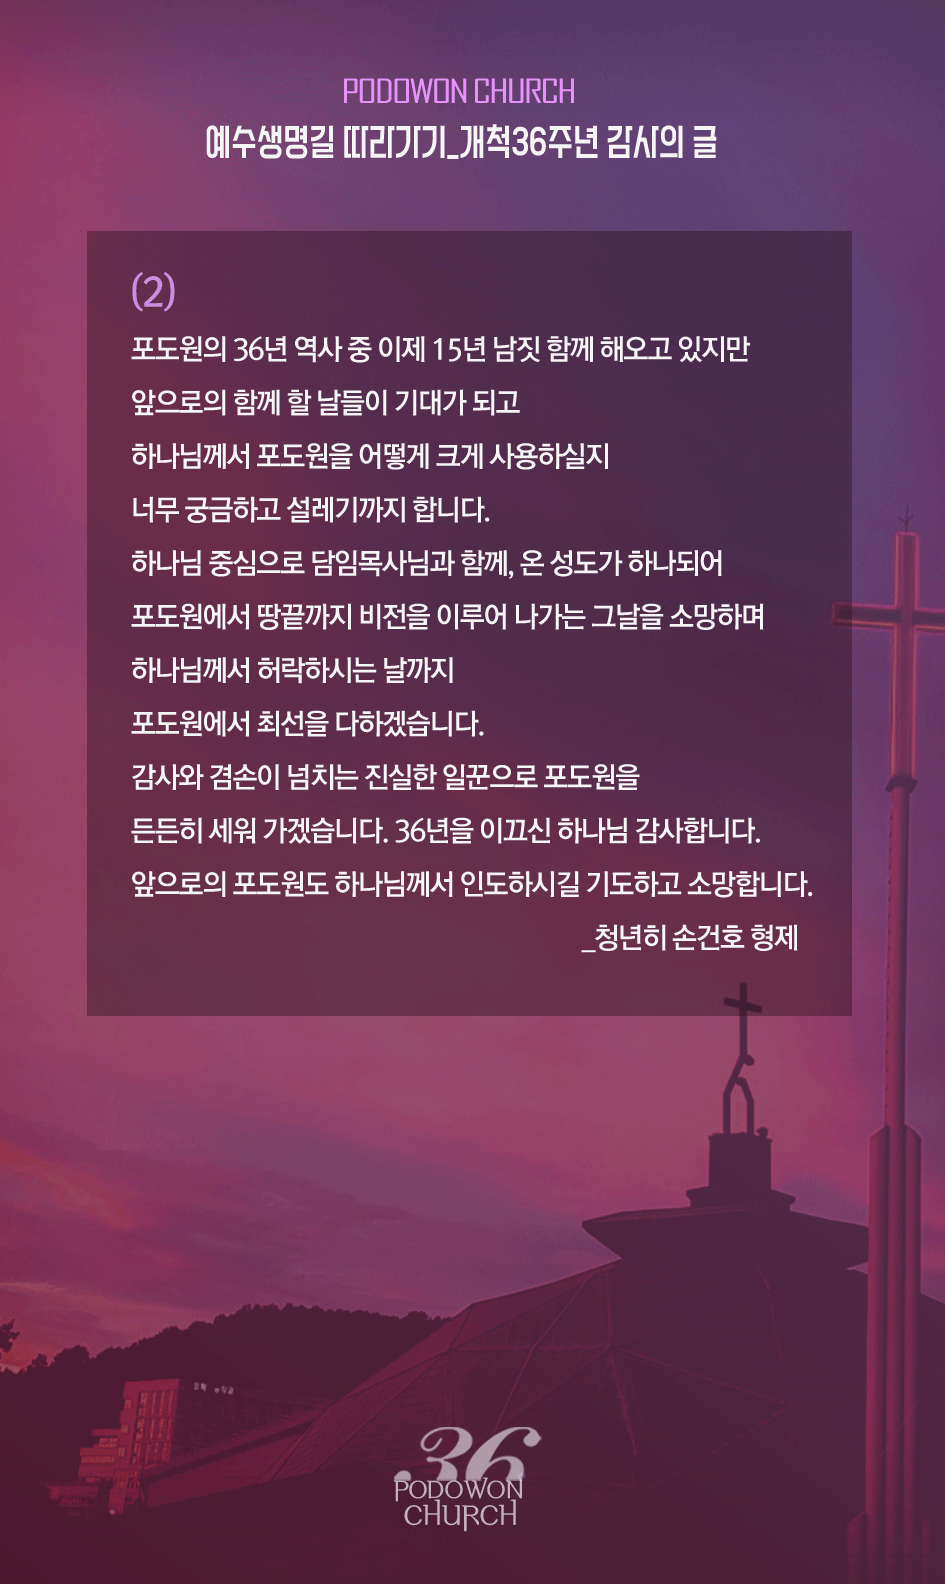 PODOWON CHURCH
예수생명길 따라가기_개척36주년 감사의 글
(2)
포도원의 36년 역사 중 이제 15년 남짓 함께 해오고 있지만
앞으로의 함께 할 날들이 기대가 되고
하나님께서 포도원을 어떻게 크게 사용하실지
너무 궁금하고 설레기까지 합니다.
하나님 중심으로 담임목사님과 함께, 온 성도가 하나되어
포도원에서 땅끝까지 비전을 이루어 나가는 그날을 소망하며
하나님께서 허락하시는 날까지
포도원에서 최선을 다하겠습니다.
감사와 겸손이 넘치는 진실한 일꾼으로 포도원을
든든히 세워 가겠습니다. 36년을 이끄신 하나님 감사합니다.
앞으로의 포도원도 하나님께서 인도하시길 기도하고 소망합니다.
_청년히 손건호 형제
36
PODOWON
CHURCH